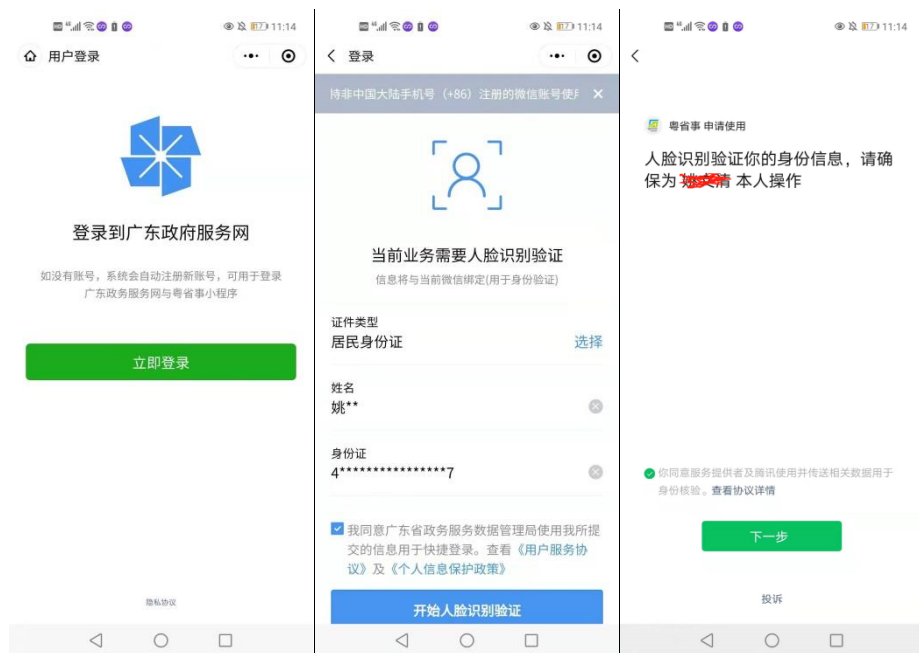 11:14
用户登录
登录到广东政府服务网
如没有账号，系统会自动注册新账号，可用于登录
广东政务服务网与粤省事小程序
立即登录
隐私协议
11:14
登录
持非中国大陆手机号（+86）注册的微信账号使用
当前业务需要人脸识别验证
信息将与当前微信绑定(用于身份验证)
证件类型
居民身份证
选择
姓名
姚**
身份证
4****************7
我同意广东省政务服务数据管理局使用我所提
交的信息用于快捷登录。查看《用户服务协
议》及《个人信息保护政策》
开始人脸识别验证
11:14
粤省事 申请使用
人脸识别验证你的身份信息，请确
保为 清 本人操作
你同意服务提供者及腾讯使用并传送相关数据用于
身份核验。查看协议详情
下一步
投诉